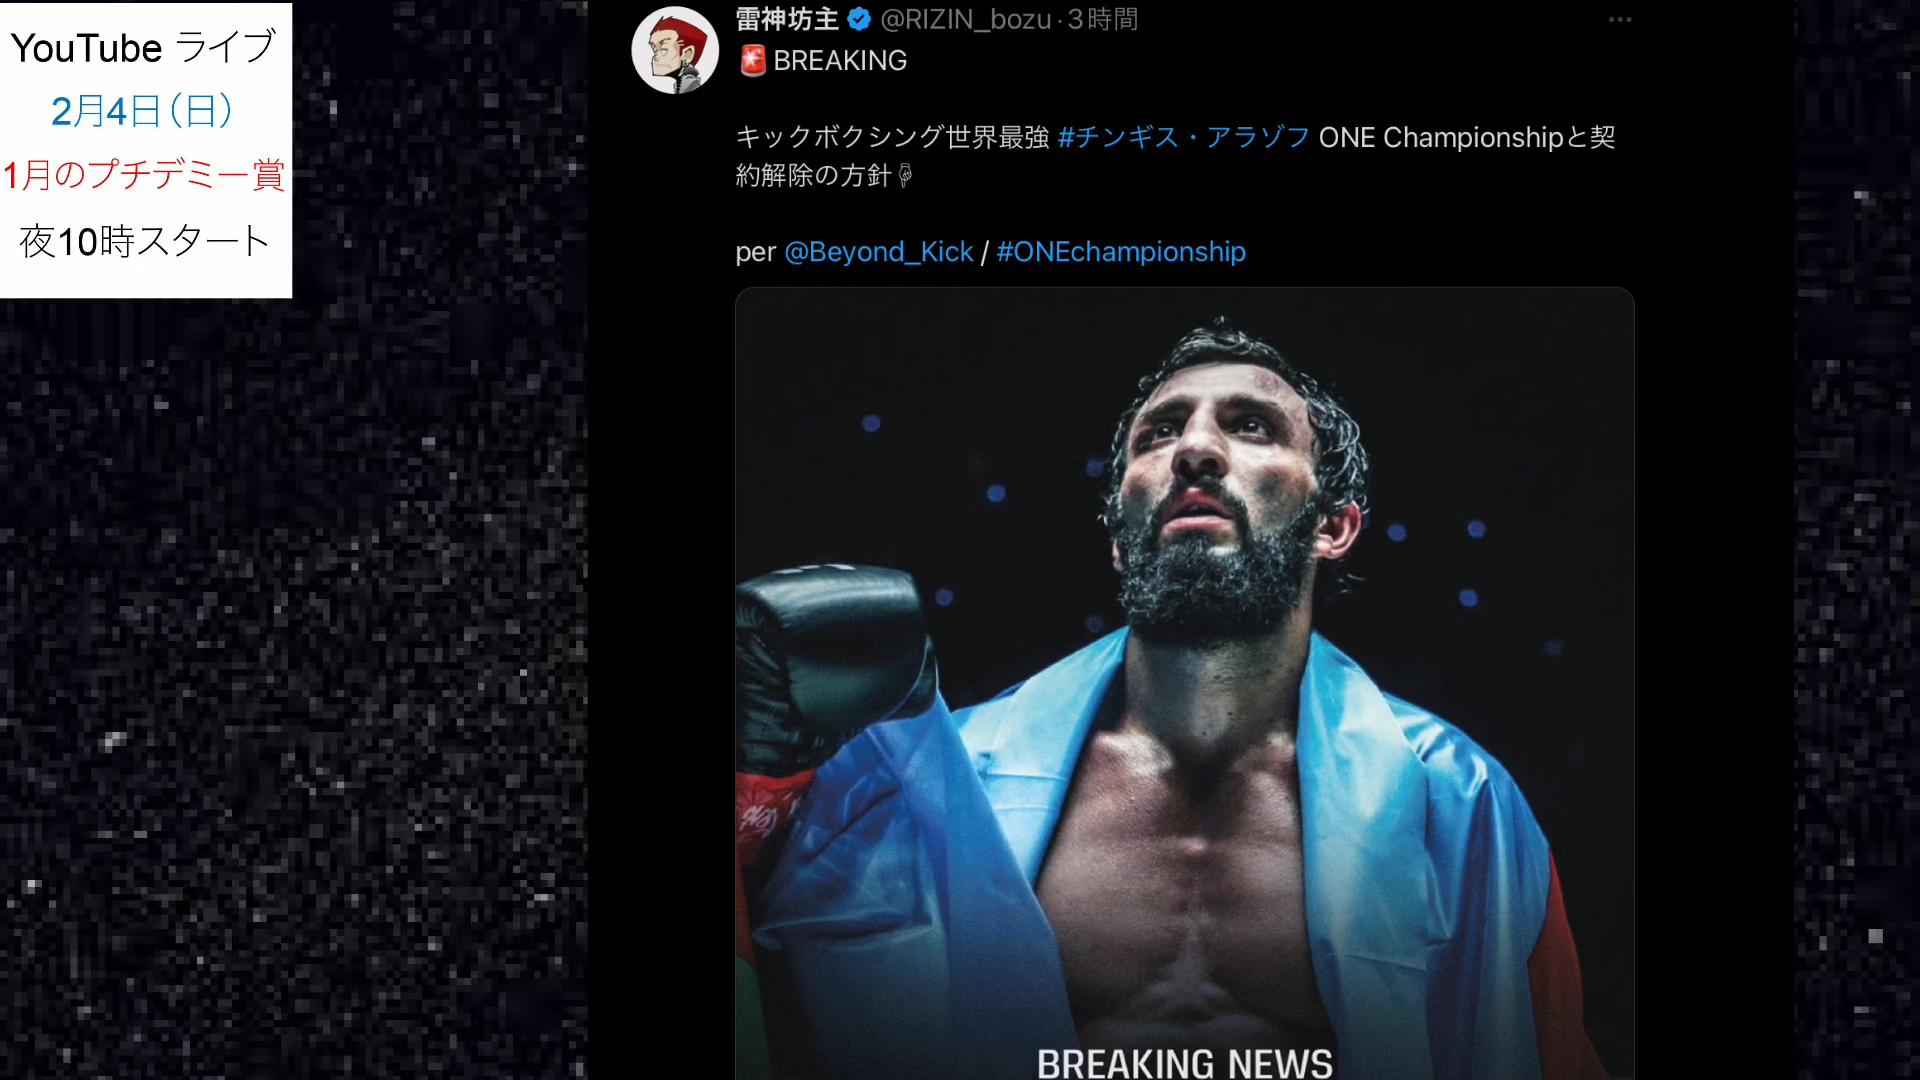 YouTube ライブ
2月4日（日）
1月のプチデミー賞
夜10時スタート
雷神坊主 @RIZIN_bozu · 3時間
🚨BREAKING
キックボクシング世界最強 #チンギス・アラゾフ ONE Championshipと契
約解除の方針👇
per @Beyond_Kick / #ONEchampionship
BREAKING NEWS